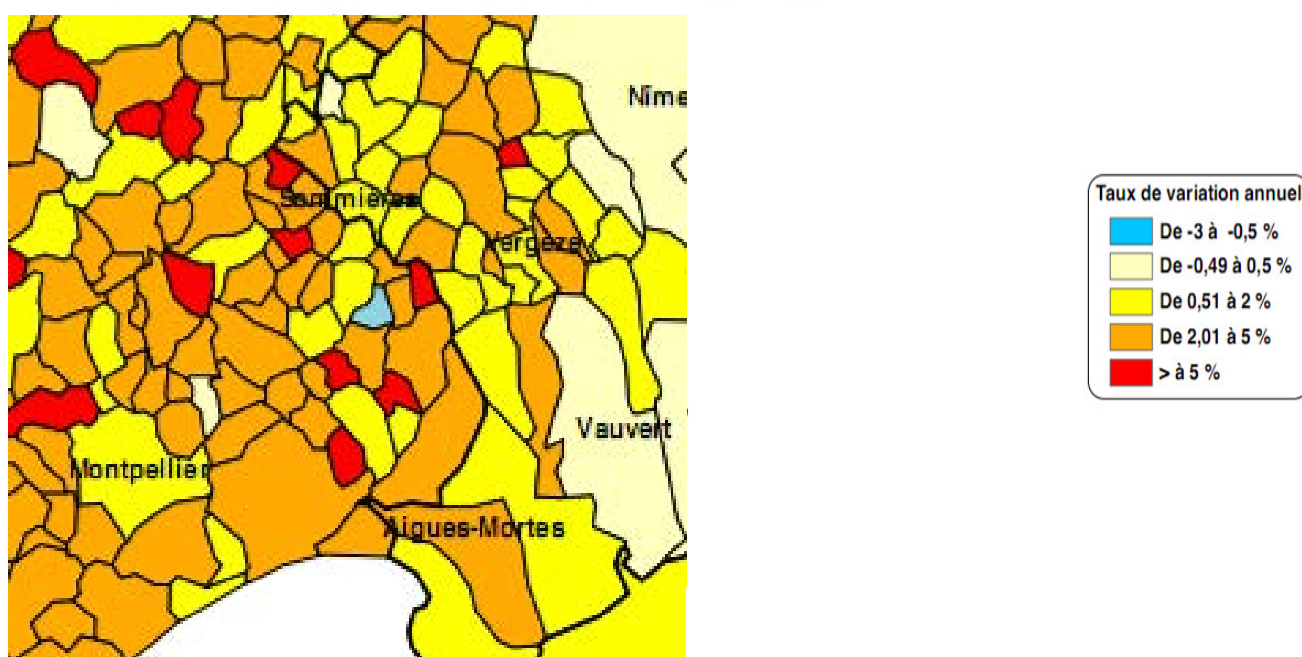 Nîme
Sommières
Vergèze
Vauvert
Montpellier
Aigues-Mortes
Taux de variation annuel
De -3 à -0,5 %
De -0,49 à 0,5 %
De 0,51 à 2 %
De 2,01 à 5 %
> à 5 %